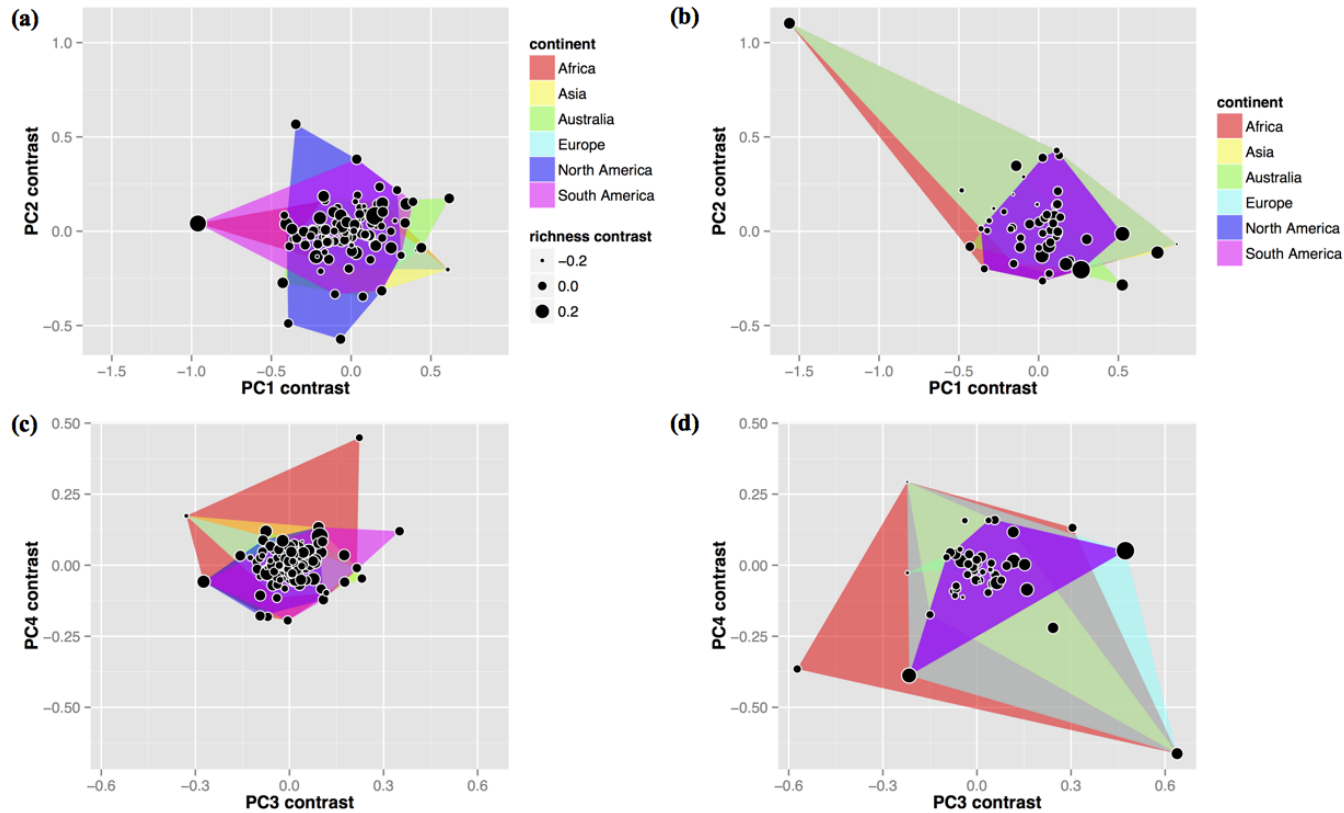 (a)
1.0
0.5
0.0
−0.5
PC2 contrast
−1.5
−1.0
−0.5
0.0
0.5
PC1 contrast
continent
Africa
Asia
Australia
Europe
North America
South America
richness contrast
−0.2
0.0
0.2
(b)
1.0
0.5
0.0
−0.5
PC2 contrast
−1.5
−1.0
−0.5
0.0
0.5
PC1 contrast
continent
Africa
Asia
Australia
Europe
North America
South America
(c)
0.50
0.25
0.00
−0.25
−0.50
PC4 contrast
−0.6
−0.3
0.0
0.3
0.6
PC3 contrast
(d)
0.50
0.25
0.00
−0.25
−0.50
PC4 contrast
−0.6
−0.3
0.0
0.3
0.6
PC3 contrast